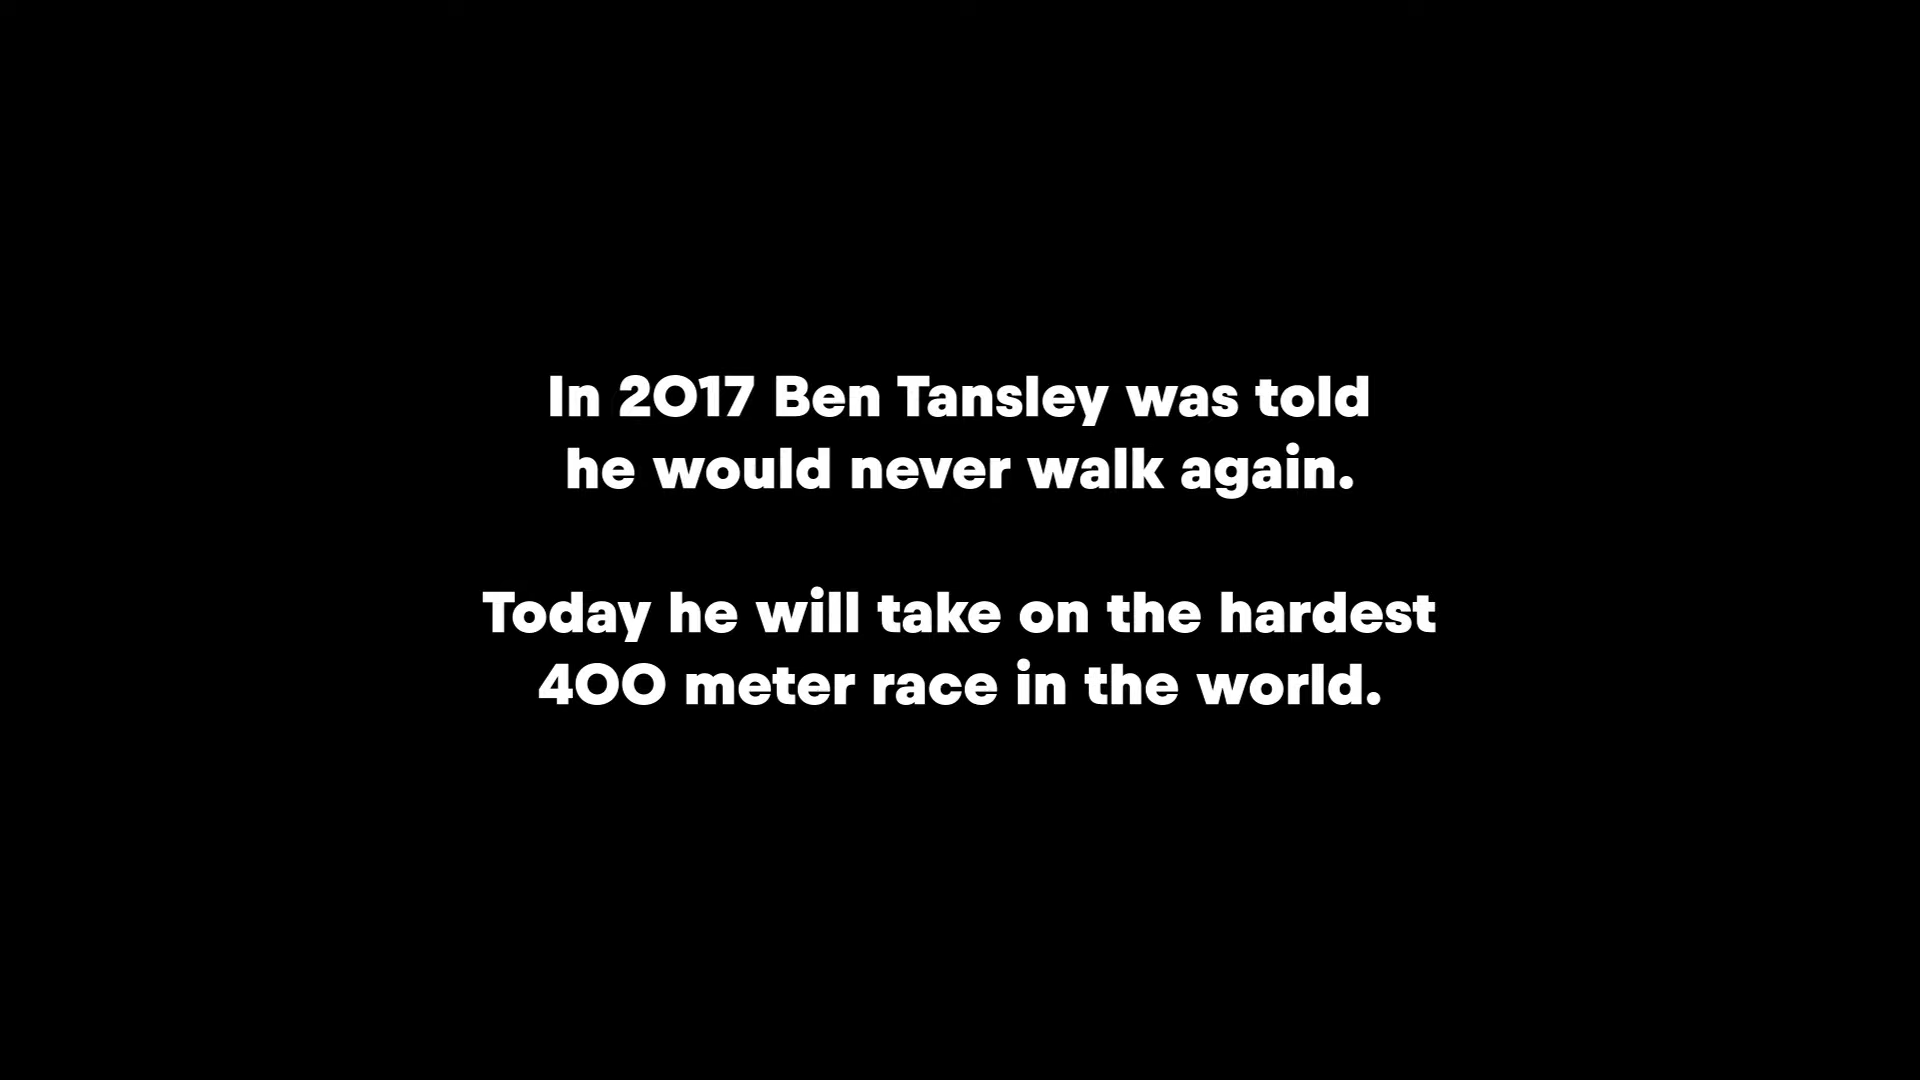 In 2017 Ben Tansley was told
he would never walk again.
Today he will take on the hardest
400 meter race in the world.